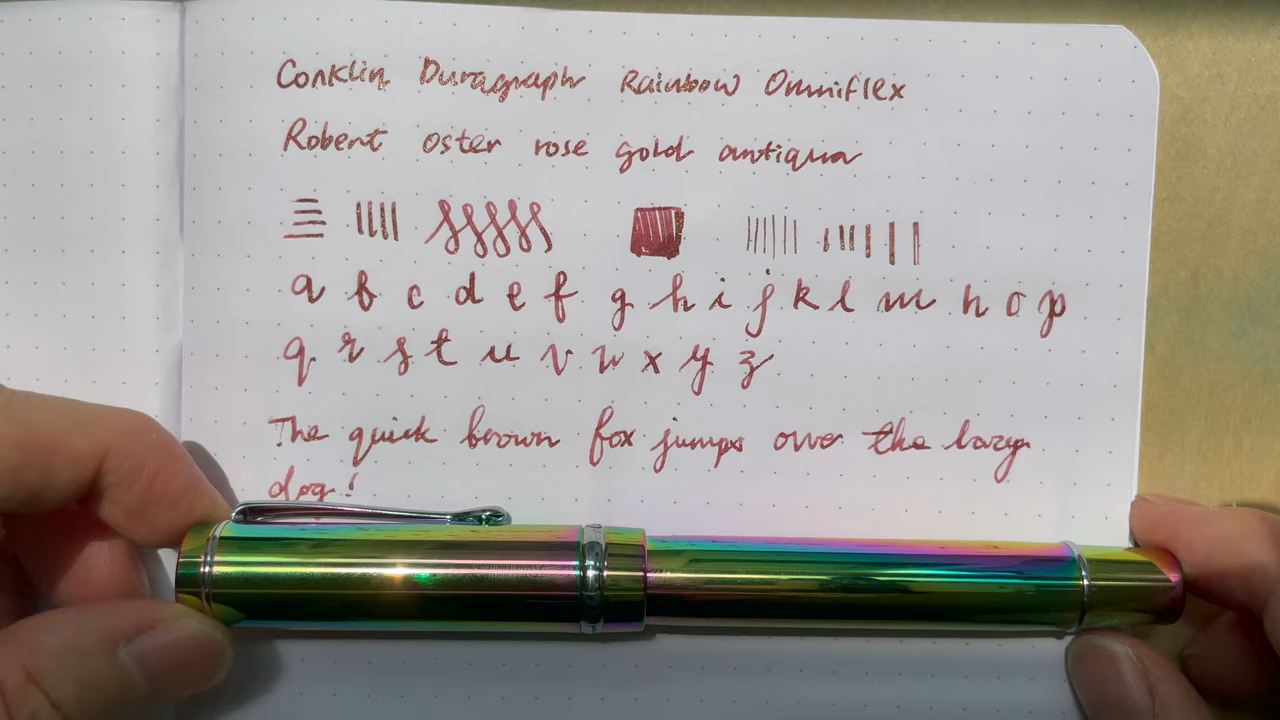 Conklin Duragraph Rainbow Omniflex
Robert oster rose gold antiqua
a b c d e f g h i j k l m n o p
q r s t u v w x y z
The quick brown fox jumps over the lazy
dog!